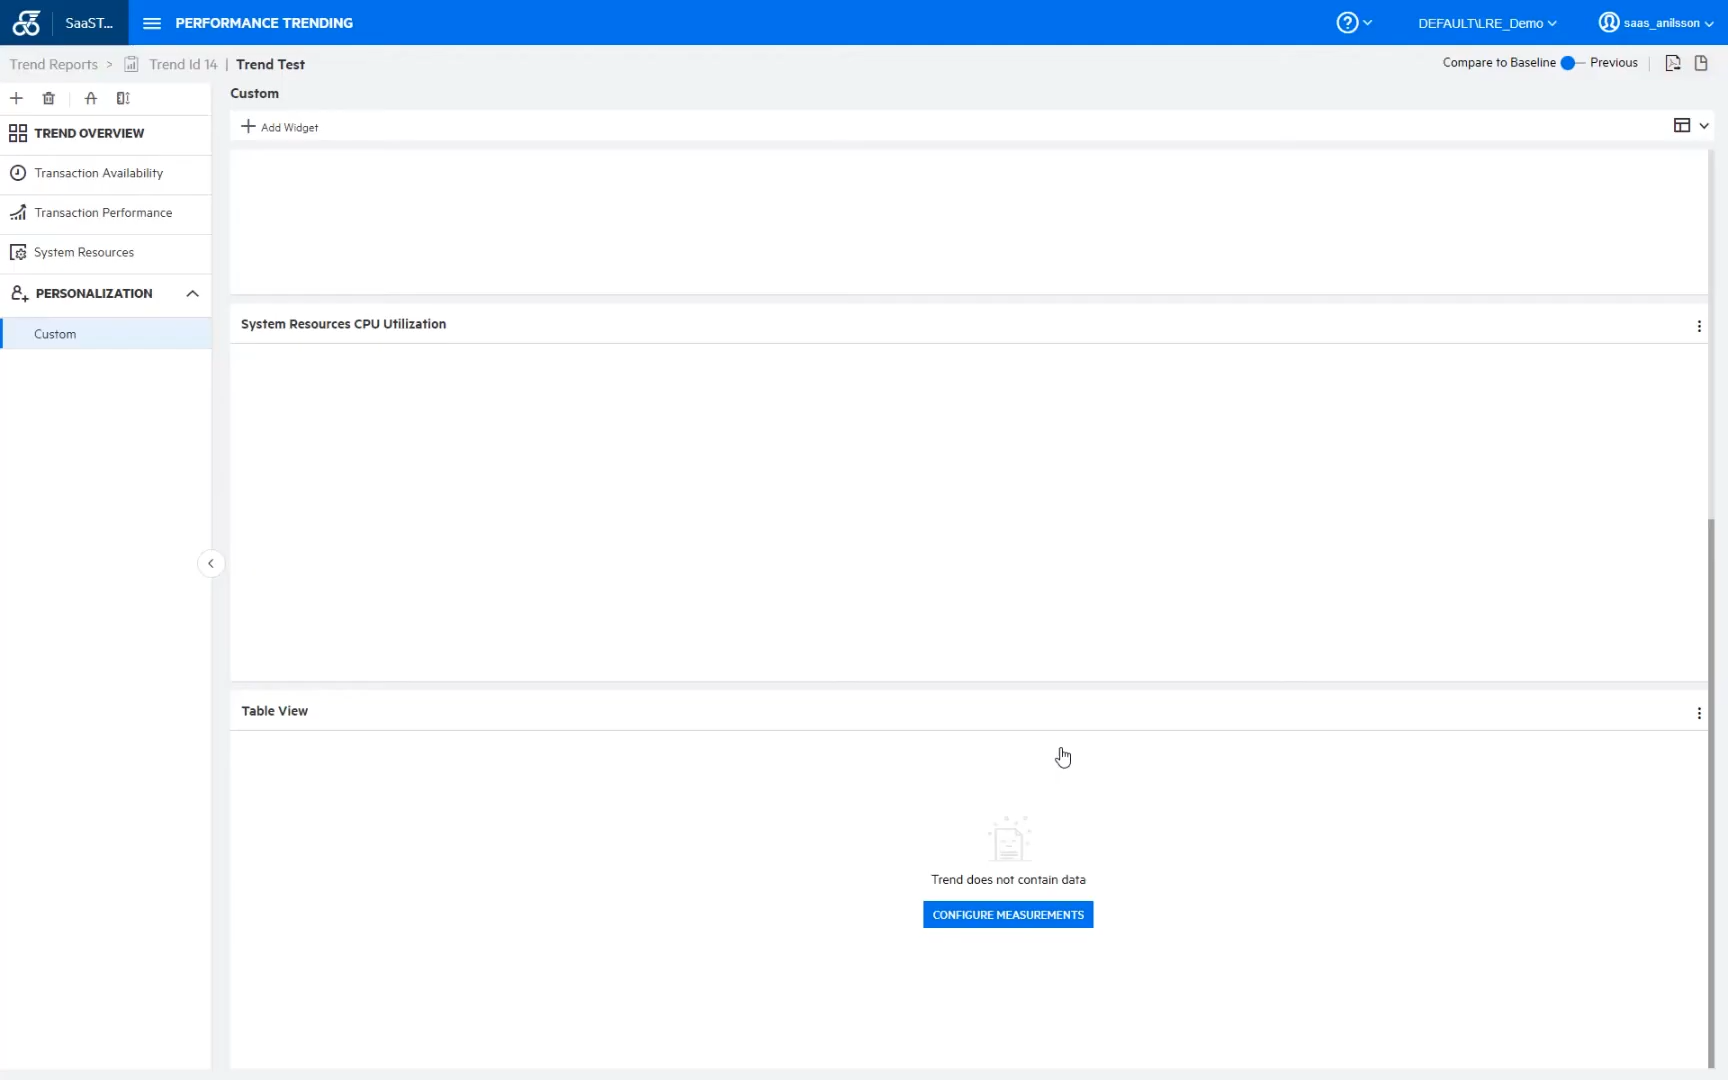 SaaST... PERFORMANCE TRENDING DEFAULT\LRE_Demo saas_anilsson
Trend Reports > Trend Id 14 | Trend Test Compare to Baseline Previous
Custom
Add Widget
TREND OVERVIEW
Transaction Availability
Transaction Performance
System Resources
PERSONALIZATION
Custom
System Resources CPU Utilization
Table View
Trend does not contain data
CONFIGURE MEASUREMENTS